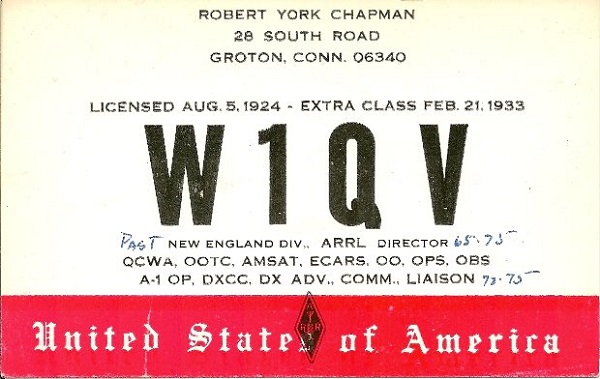 ROBERT YORK CHAPMAN
28 SOUTH ROAD
GROTON, CONN. 06340
LICENSED AUG. 5, 1924 - EXTRA CLASS FEB. 21, 1933
W1QV
PAST NEW ENGLAND DIV., ARRL DIRECTOR 65-75
QCWA, OOTC, AMSAT, ECARS, OO, OPS, OBS
A-1 OP, DXCC, DX ADV., COMM., LIAISON 73-75
United States of America